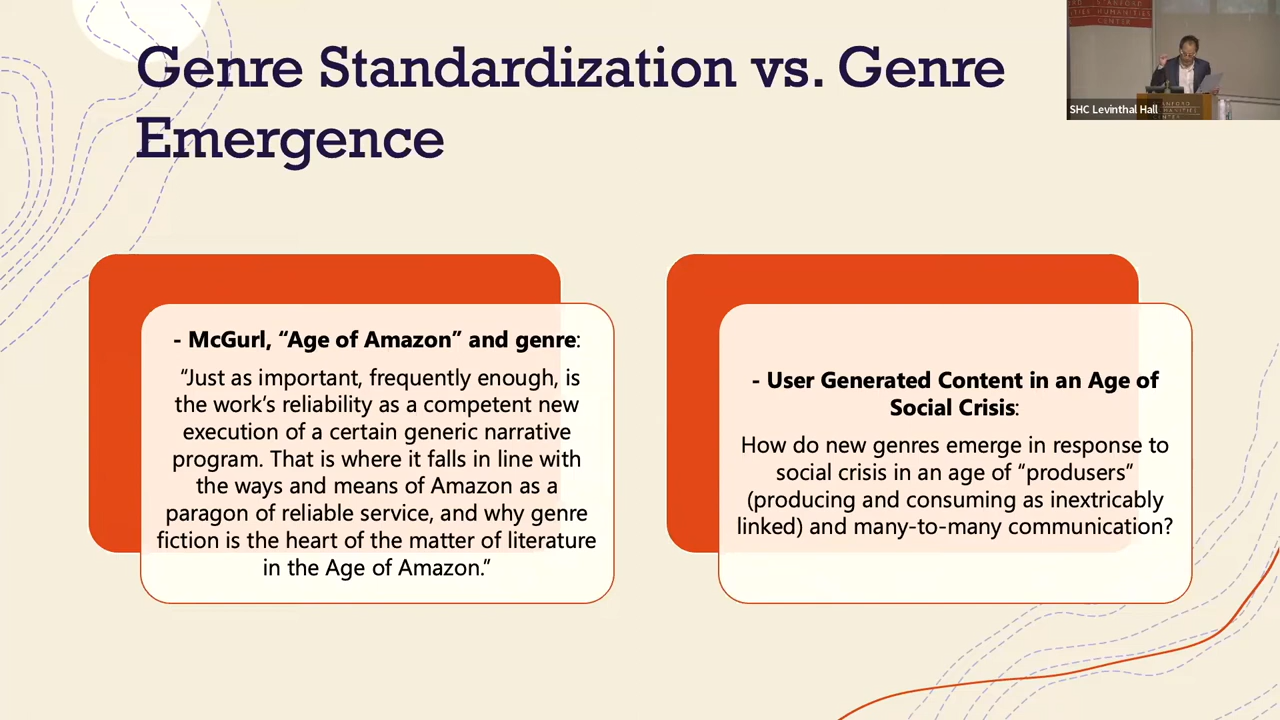 Genre Standardization vs. Genre
Emergence
STANFORD
HUMANITIES
CENTER
SHC Levinthal Hall
- McGurl, “Age of Amazon” and genre:
“Just as important, frequently enough, is
the work’s reliability as a competent new
execution of a certain generic narrative
program. That is where it falls in line with
the ways and means of Amazon as a
paragon of reliable service, and why genre
fiction is the heart of the matter of literature
in the Age of Amazon.”
- User Generated Content in an Age of
Social Crisis:
How do new genres emerge in response to
social crisis in an age of “produsers”
(producing and consuming as inextricably
linked) and many-to-many communication?